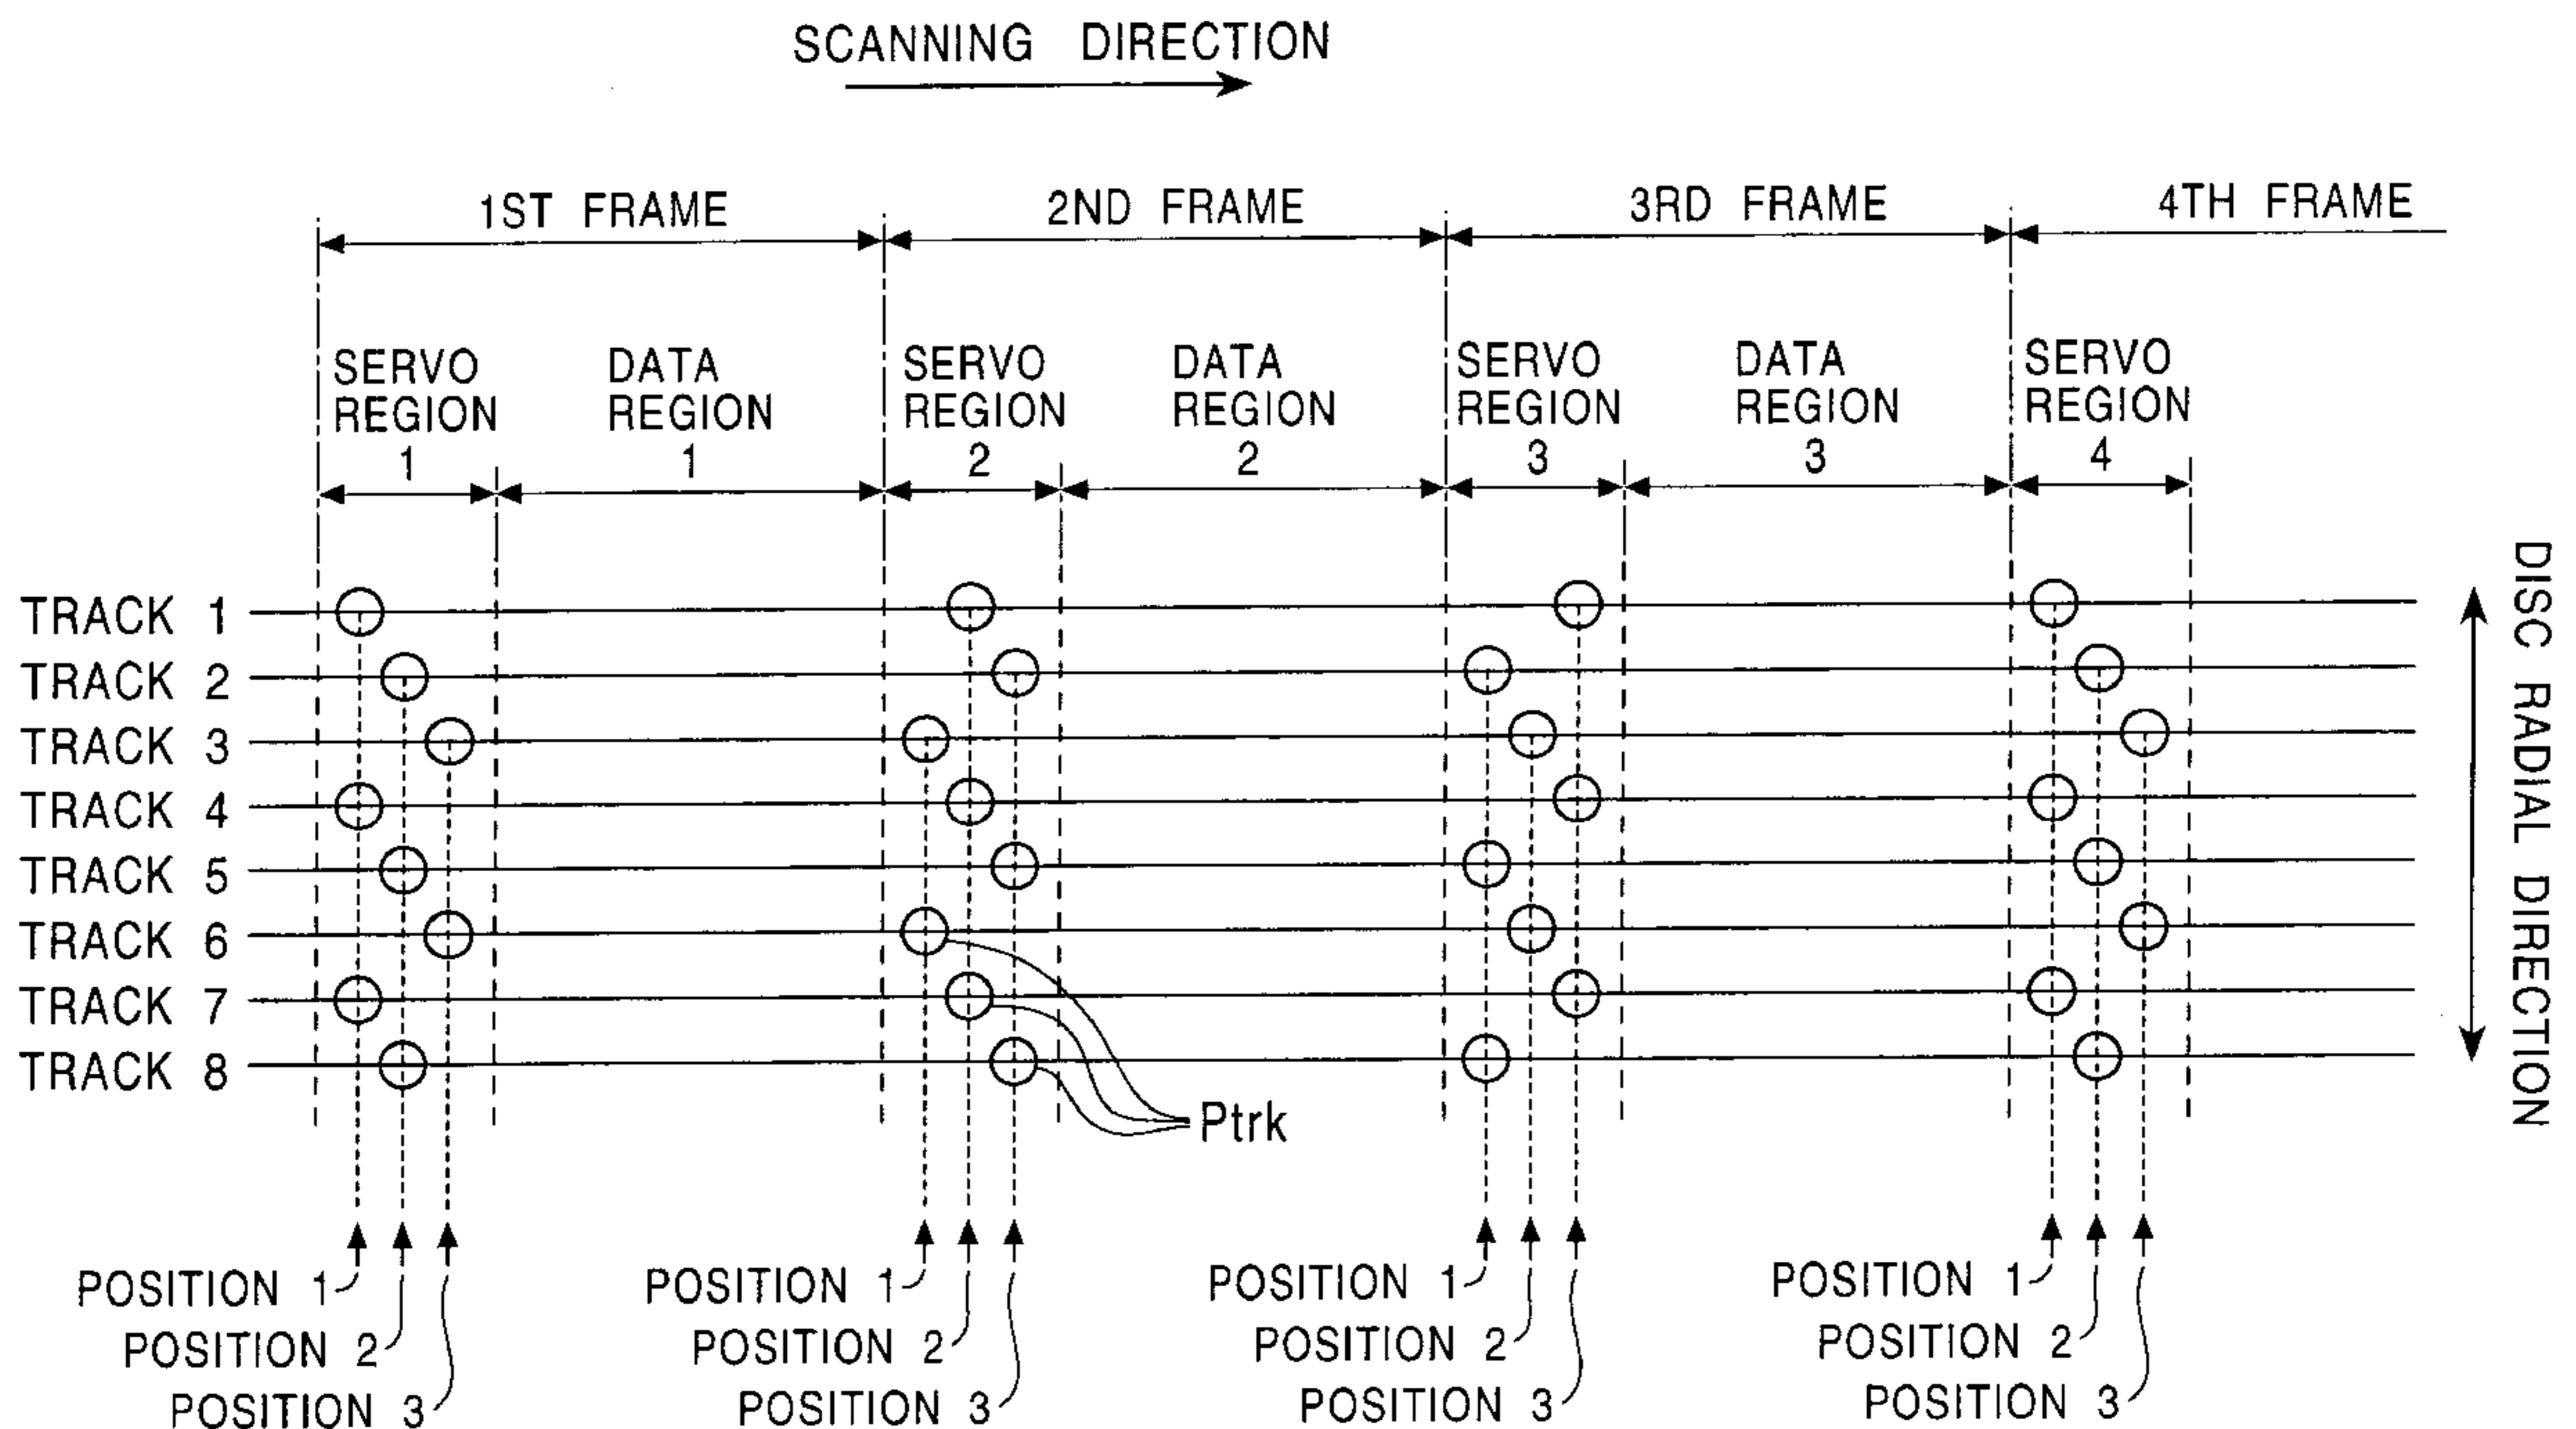 SCANNING DIRECTION
1ST FRAME
2ND FRAME
3RD FRAME
4TH FRAME
SERVO REGION 1
DATA REGION 1
SERVO REGION 2
DATA REGION 2
SERVO REGION 3
DATA REGION 3
SERVO REGION 4
TRACK 1
TRACK 2
TRACK 3
TRACK 4
TRACK 5
TRACK 6
TRACK 7
TRACK 8
DISC RADIAL DIRECTION
Ptrk
POSITION 1
POSITION 2
POSITION 3
POSITION 1
POSITION 2
POSITION 3
POSITION 1
POSITION 2
POSITION 3
POSITION 1
POSITION 2
POSITION 3